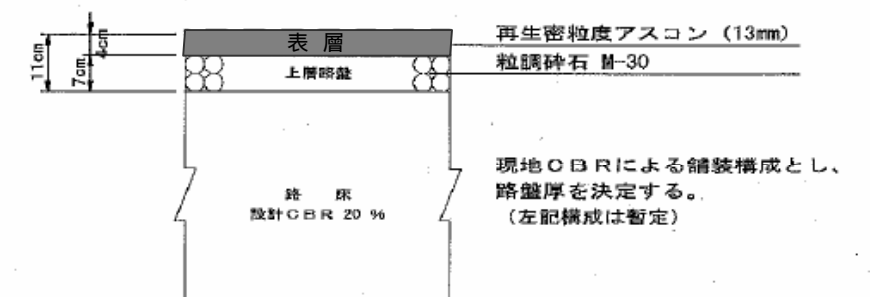 11cm
4cm
7cm
表 層
上層路盤
再生密粒度アスコン (13mm)
粒調砕石 M-30
路 床
設計CBR 20 %
現地CBRによる舗装構成とし、
路盤厚を決定する。
(左記構成は暫定)